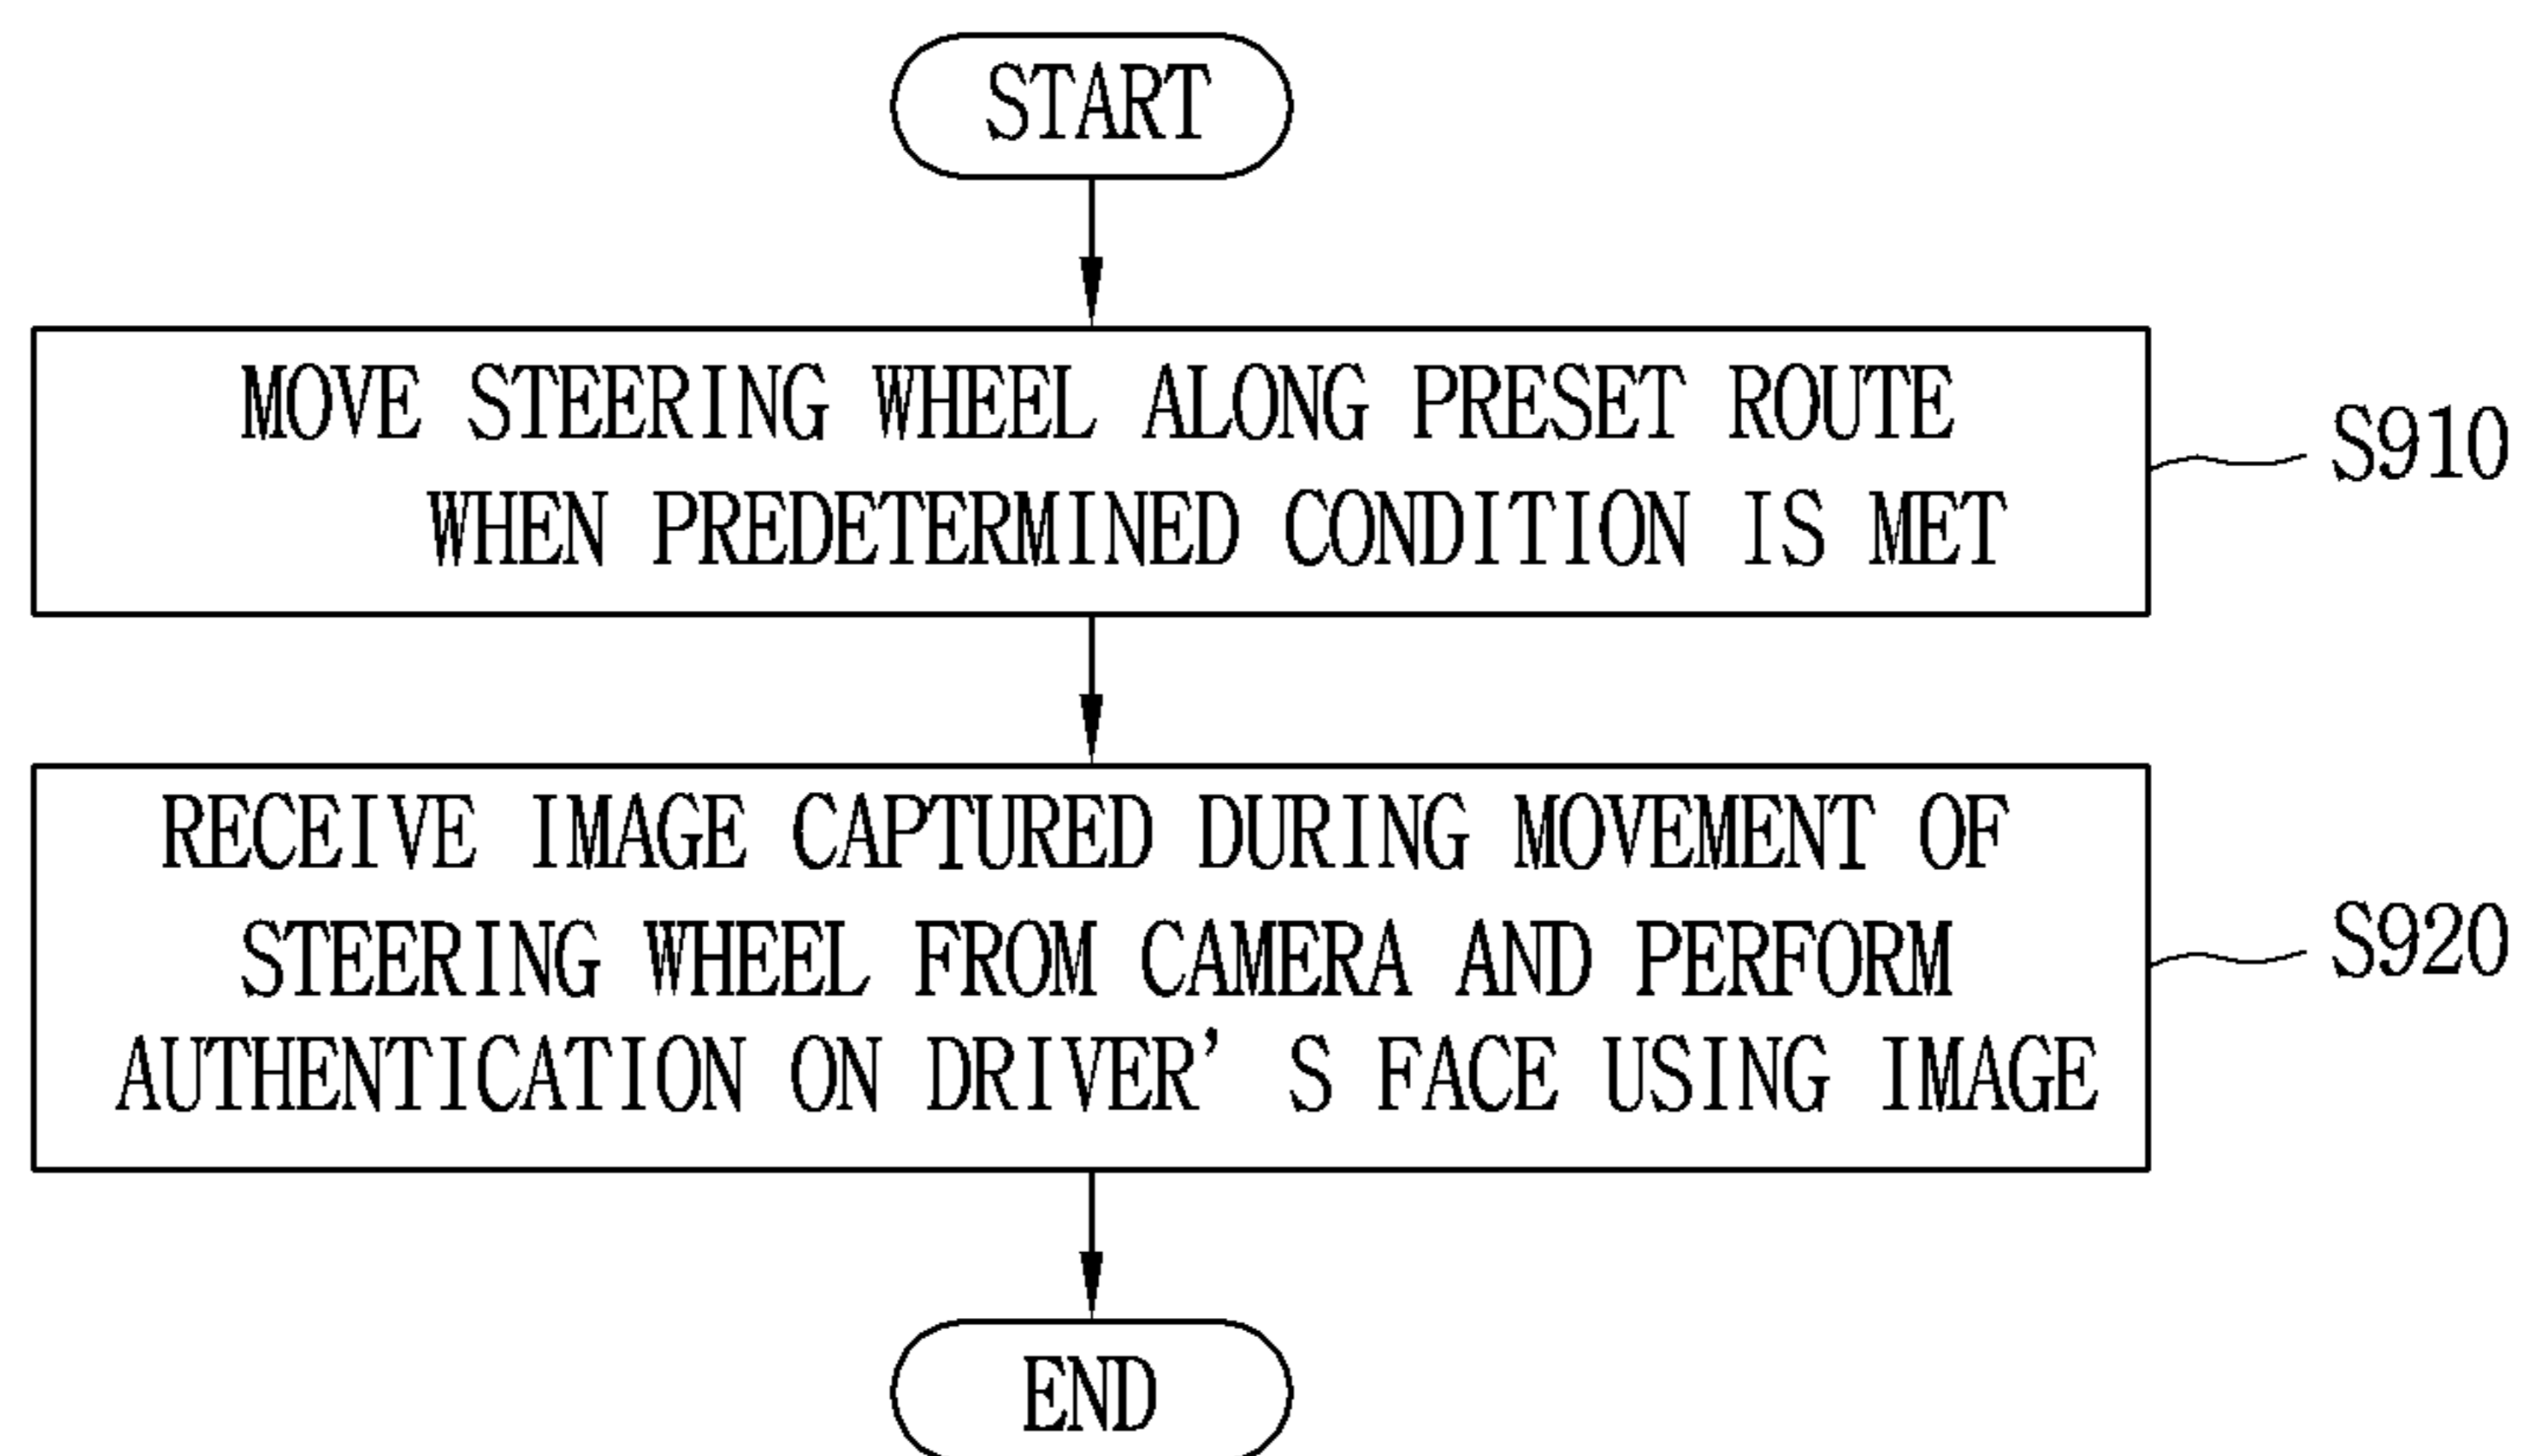 START
MOVE STEERING WHEEL ALONG PRESET ROUTE
WHEN PREDETERMINED CONDITION IS MET
S910
RECEIVE IMAGE CAPTURED DURING MOVEMENT OF
STEERING WHEEL FROM CAMERA AND PERFORM
AUTHENTICATION ON DRIVER' S FACE USING IMAGE
S920
END